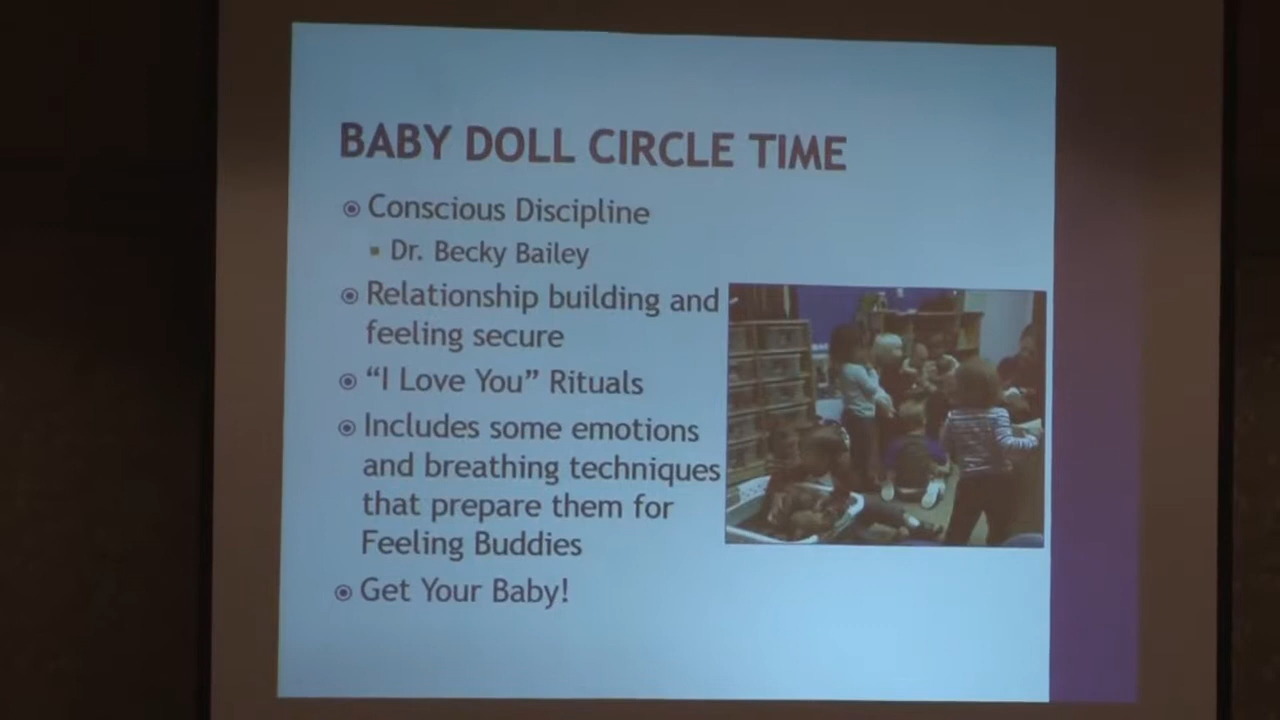 BABY DOLL CIRCLE TIME
Conscious Discipline
Dr. Becky Bailey
Relationship building and
feeling secure
“I Love You” Rituals
Includes some emotions
and breathing techniques
that prepare them for
Feeling Buddies
Get Your Baby!